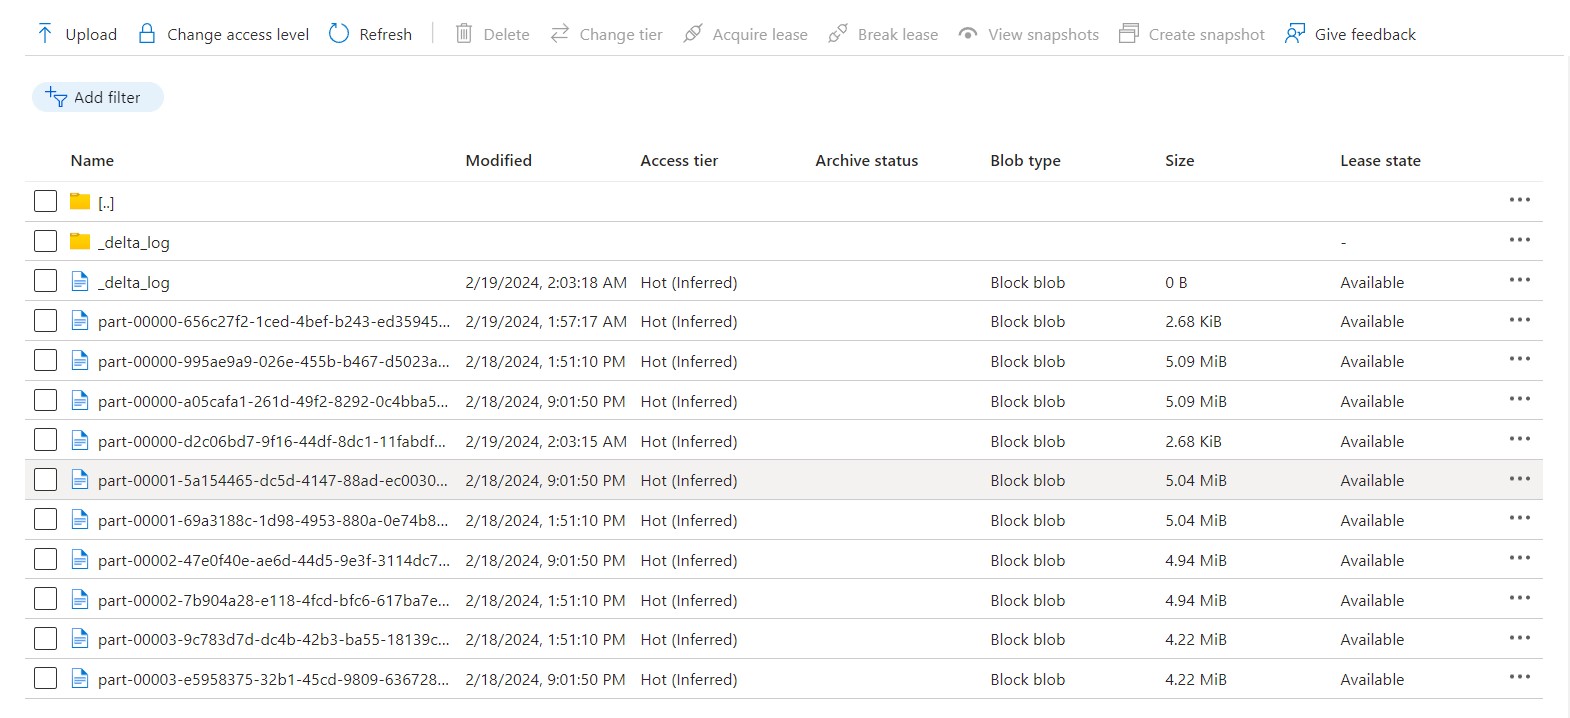 Upload Change access level Refresh Delete Change tier Acquire lease Break lease View snapshots Create snapshot Give feedback
Add filter
Name Modified Access tier Archive status Blob type Size Lease state
[..]
_delta_log -
_delta_log 2/19/2024, 2:03:18 AM Hot (Inferred) Block blob 0 B Available
part-00000-656c27f2-1ced-4bef-b243-ed35945... 2/19/2024, 1:57:17 AM Hot (Inferred) Block blob 2.68 KiB Available
part-00000-995ae9a9-026e-455b-b467-d5023a... 2/18/2024, 1:51:10 PM Hot (Inferred) Block blob 5.09 MiB Available
part-00000-a05cafa1-261d-49f2-8292-0c4bba5... 2/18/2024, 9:01:50 PM Hot (Inferred) Block blob 5.09 MiB Available
part-00000-d2c06bd7-9f16-44df-8dc1-11fabdf... 2/19/2024, 2:03:15 AM Hot (Inferred) Block blob 2.68 KiB Available
part-00001-5a154465-dc5d-4147-88ad-ec0030... 2/18/2024, 9:01:50 PM Hot (Inferred) Block blob 5.04 MiB Available
part-00001-69a3188c-1d98-4953-880a-0e74b8... 2/18/2024, 1:51:10 PM Hot (Inferred) Block blob 5.04 MiB Available
part-00002-47e0f40e-ae6d-44d5-9e3f-3114dc7... 2/18/2024, 9:01:50 PM Hot (Inferred) Block blob 4.94 MiB Available
part-00002-7b904a28-e118-4fcd-bfc6-617ba7e... 2/18/2024, 1:51:10 PM Hot (Inferred) Block blob 4.94 MiB Available
part-00003-9c783d7d-dc4b-42b3-ba55-18139c... 2/18/2024, 1:51:10 PM Hot (Inferred) Block blob 4.22 MiB Available
part-00003-e5958375-32b1-45cd-9809-636728... 2/18/2024, 9:01:50 PM Hot (Inferred) Block blob 4.22 MiB Available